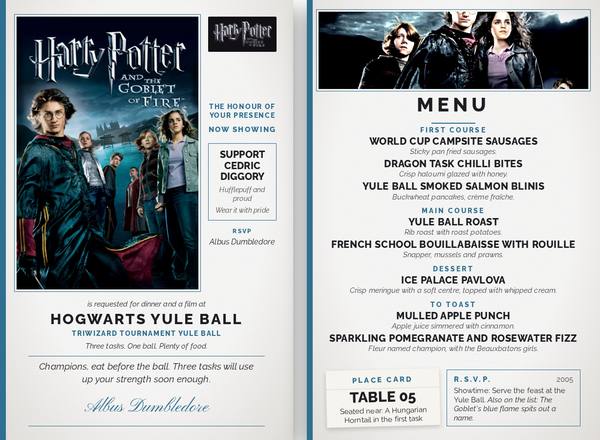 Harry Potter
AND THE
GOBLET
OF FIRE
Harry Potter
THE HONOUR OF
YOUR PRESENCE
NOW SHOWING
SUPPORT
CEDRIC
DIGGORY
Hufflepuff and
proud
Wear it with pride
RSVP
Albus Dumbledore
is requested for dinner and a film at
HOGWARTS YULE BALL
TRIWIZARD TOURNAMENT YULE BALL
Three tasks. One ball. Plenty of food.
Champions, eat before the ball. Three tasks will use
up your strength soon enough.
Albus Dumbledore
MENU
FIRST COURSE
WORLD CUP CAMPSITE SAUSAGES
Sticky pan fried sausages.
DRAGON TASK CHILLI BITES
Crisp haloumi glazed with honey.
YULE BALL SMOKED SALMON BLINIS
Buckwheat pancakes, crème fraîche.
MAIN COURSE
YULE BALL ROAST
Rib roast with roast potatoes.
FRENCH SCHOOL BOUILLABAISSE WITH ROUILLE
Snapper, mussels and prawns.
DESSERT
ICE PALACE PAVLOVA
Crisp meringue with a soft centre, topped with whipped cream.
TO TOAST
MULLED APPLE PUNCH
Apple juice simmered with cinnamon.
SPARKLING POMEGRANATE AND ROSEWATER FIZZ
Fleur named champion, with the Beauxbatons girls.
PLACE CARD
TABLE 05
Seated near: A Hungarian
Horntail in the first task
R.S.V.P. 2005
Showtime: Serve the feast at the
Yule Ball. Also on the list: The
Goblet's blue flame spits out a
name.